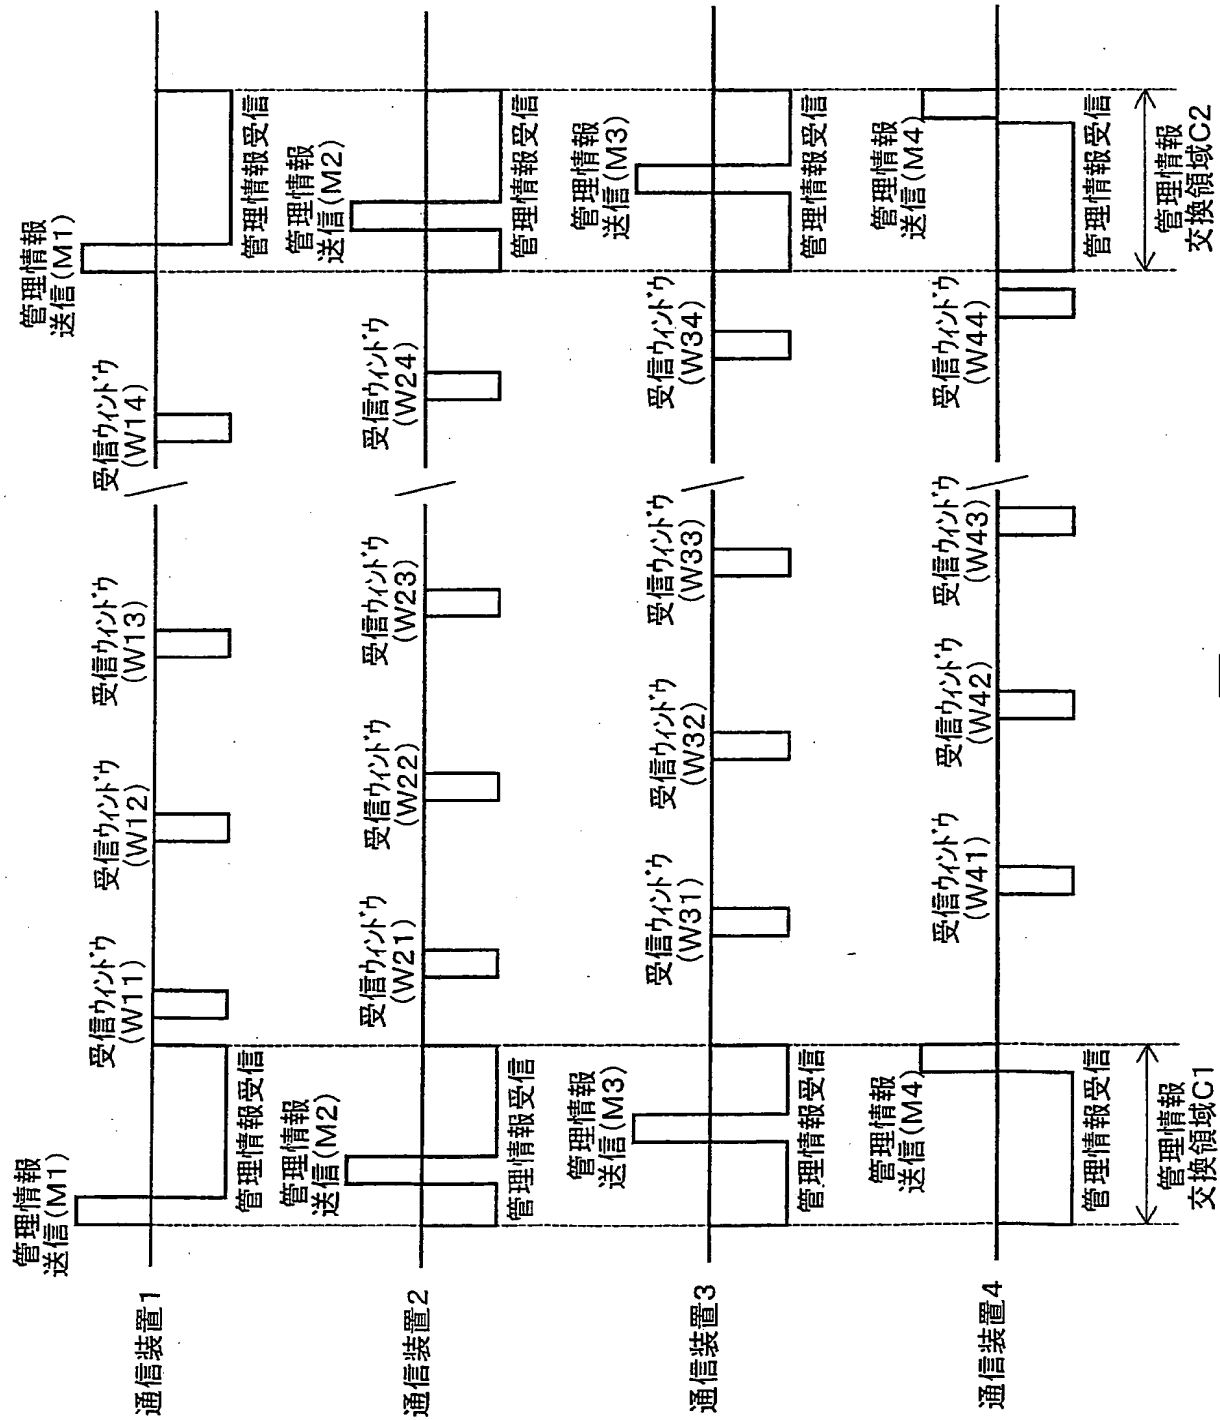 管理情報
送信(M1)
受信ウィンドウ
(W11)
受信ウィンドウ
(W12)
受信ウィンドウ
(W13)
受信ウィンドウ
(W14)
管理情報
送信(M1)
通信装置1
管理情報受信
管理情報受信
管理情報
送信(M2)
受信ウィンドウ
(W21)
受信ウィンドウ
(W22)
受信ウィンドウ
(W23)
受信ウィンドウ
(W24)
管理情報
送信(M2)
通信装置2
管理情報受信
管理情報受信
管理情報
送信(M3)
受信ウィンドウ
(W31)
受信ウィンドウ
(W32)
受信ウィンドウ
(W33)
受信ウィンドウ
(W34)
管理情報
送信(M3)
通信装置3
管理情報受信
管理情報受信
管理情報
送信(M4)
受信ウィンドウ
(W41)
受信ウィンドウ
(W42)
受信ウィンドウ
(W43)
受信ウィンドウ
(W44)
管理情報
送信(M4)
通信装置4
管理情報受信
管理情報受信
管理情報
交換領域C1
管理情報
交換領域C2